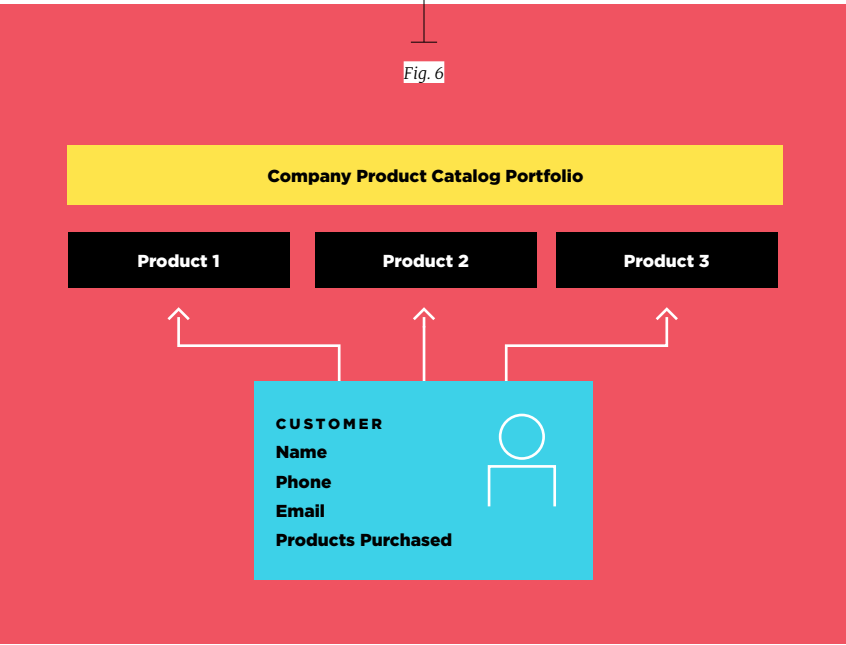 Fig. 6
Company Product Catalog Portfolio
Product 1
Product 2
Product 3
CUSTOMER
Name
Phone
Email
Products Purchased